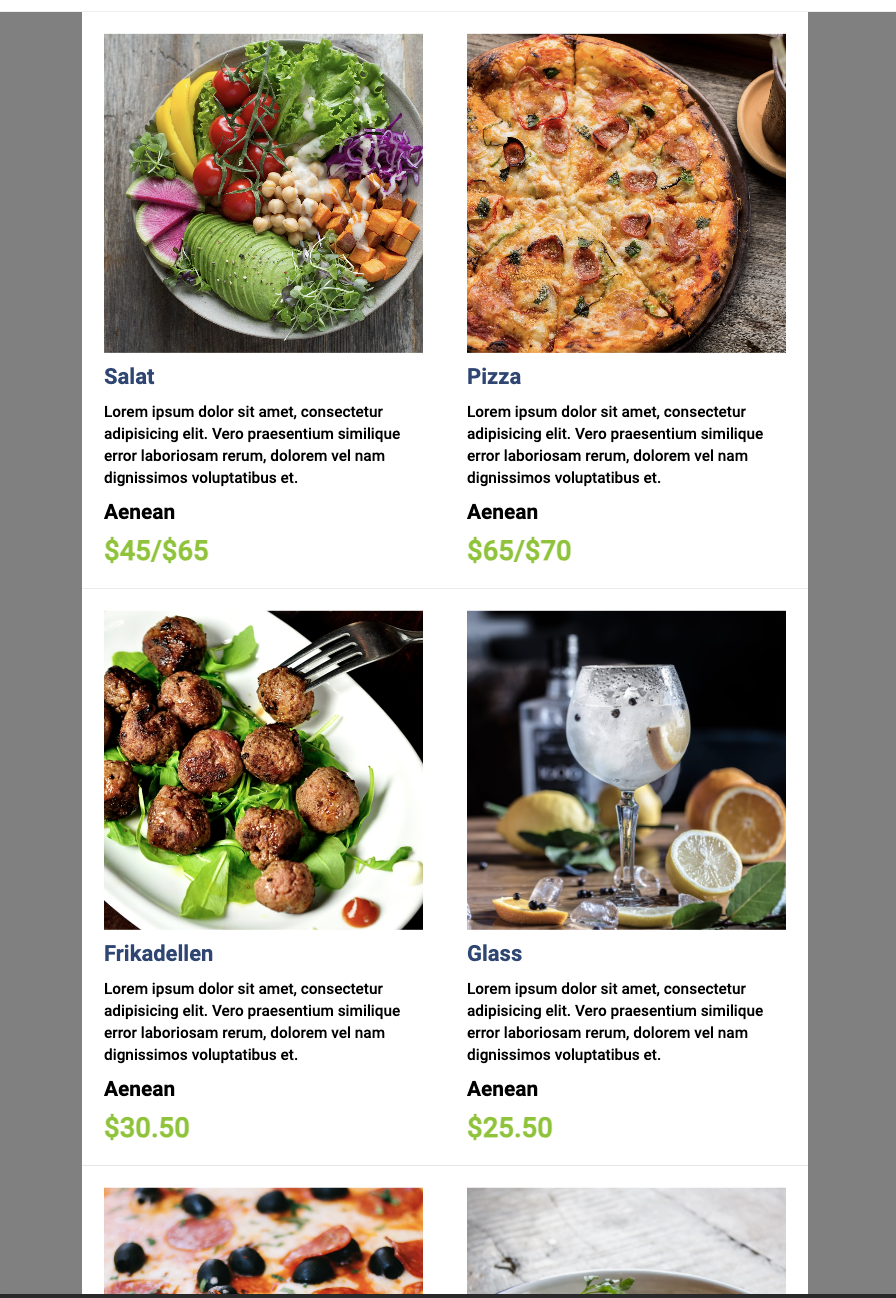 Salat
Lorem ipsum dolor sit amet, consectetur
adipisicing elit. Vero praesentium similique
error laboriosam rerum, dolorem vel nam
dignissimos voluptatibus et.
Aenean
$45/$65
Pizza
Lorem ipsum dolor sit amet, consectetur
adipisicing elit. Vero praesentium similique
error laboriosam rerum, dolorem vel nam
dignissimos voluptatibus et.
Aenean
$65/$70
Frikadellen
Lorem ipsum dolor sit amet, consectetur
adipisicing elit. Vero praesentium similique
error laboriosam rerum, dolorem vel nam
dignissimos voluptatibus et.
Aenean
$30.50
Glass
Lorem ipsum dolor sit amet, consectetur
adipisicing elit. Vero praesentium similique
error laboriosam rerum, dolorem vel nam
dignissimos voluptatibus et.
Aenean
$25.50